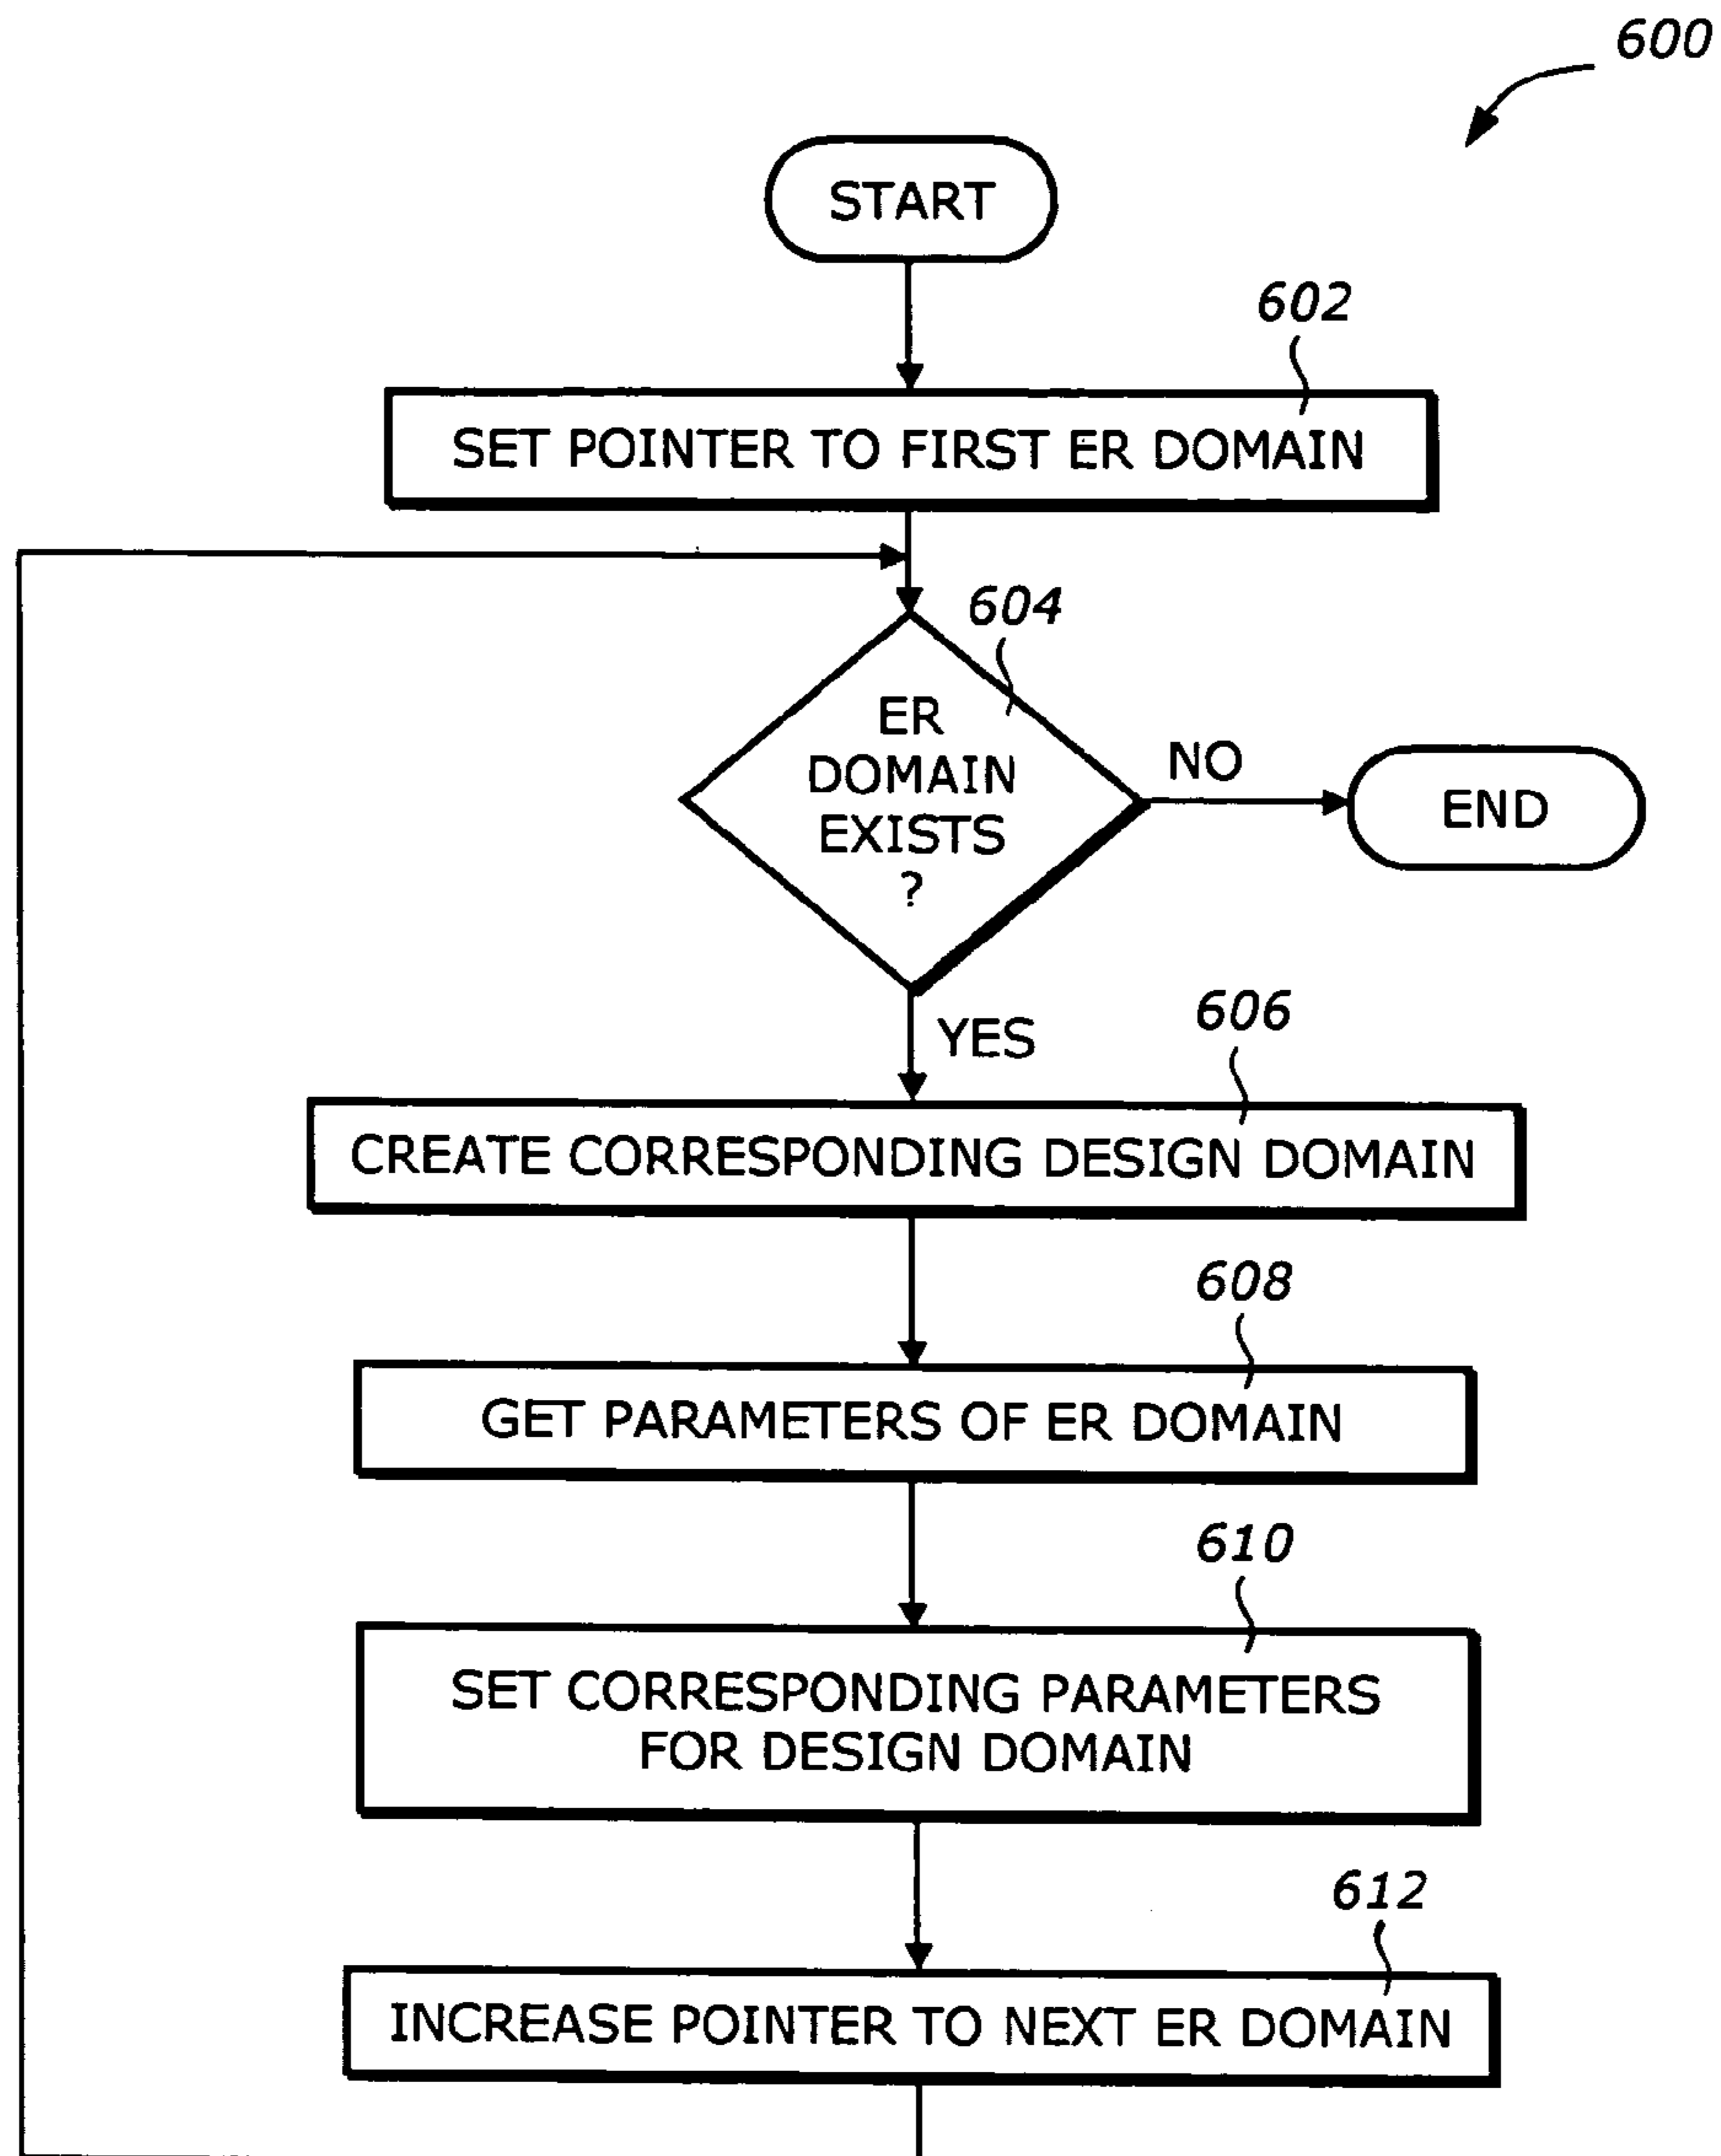 600
START
602
SET POINTER TO FIRST ER DOMAIN
604
ER
DOMAIN
EXISTS
?
NO
END
YES
606
CREATE CORRESPONDING DESIGN DOMAIN
608
GET PARAMETERS OF ER DOMAIN
610
SET CORRESPONDING PARAMETERS
FOR DESIGN DOMAIN
612
INCREASE POINTER TO NEXT ER DOMAIN